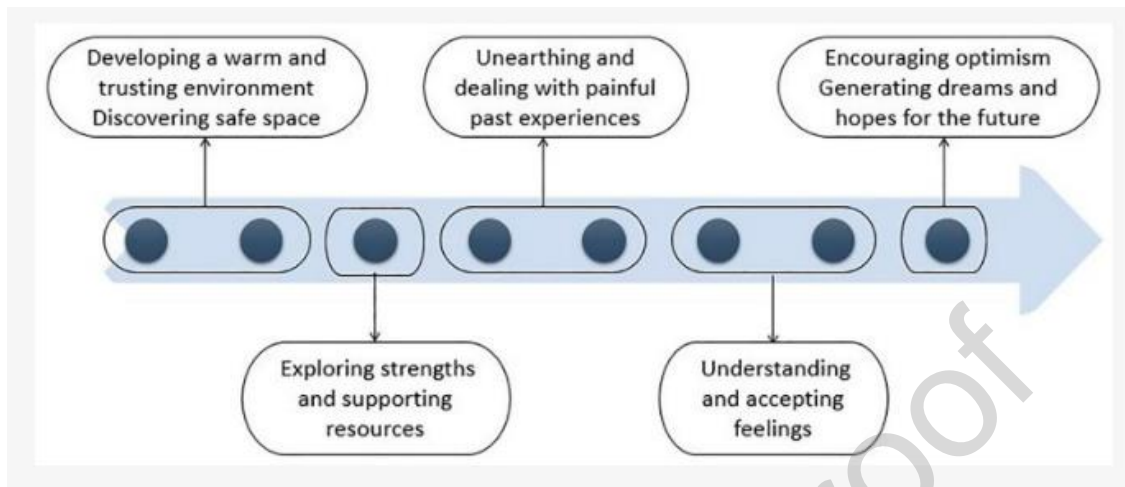 Developing a warm and
trusting environment
Discovering safe space
Unearthing and
dealing with painful
past experiences
Encouraging optimism
Generating dreams and
hopes for the future
Exploring strengths
and supporting
resources
Understanding
and accepting
feelings